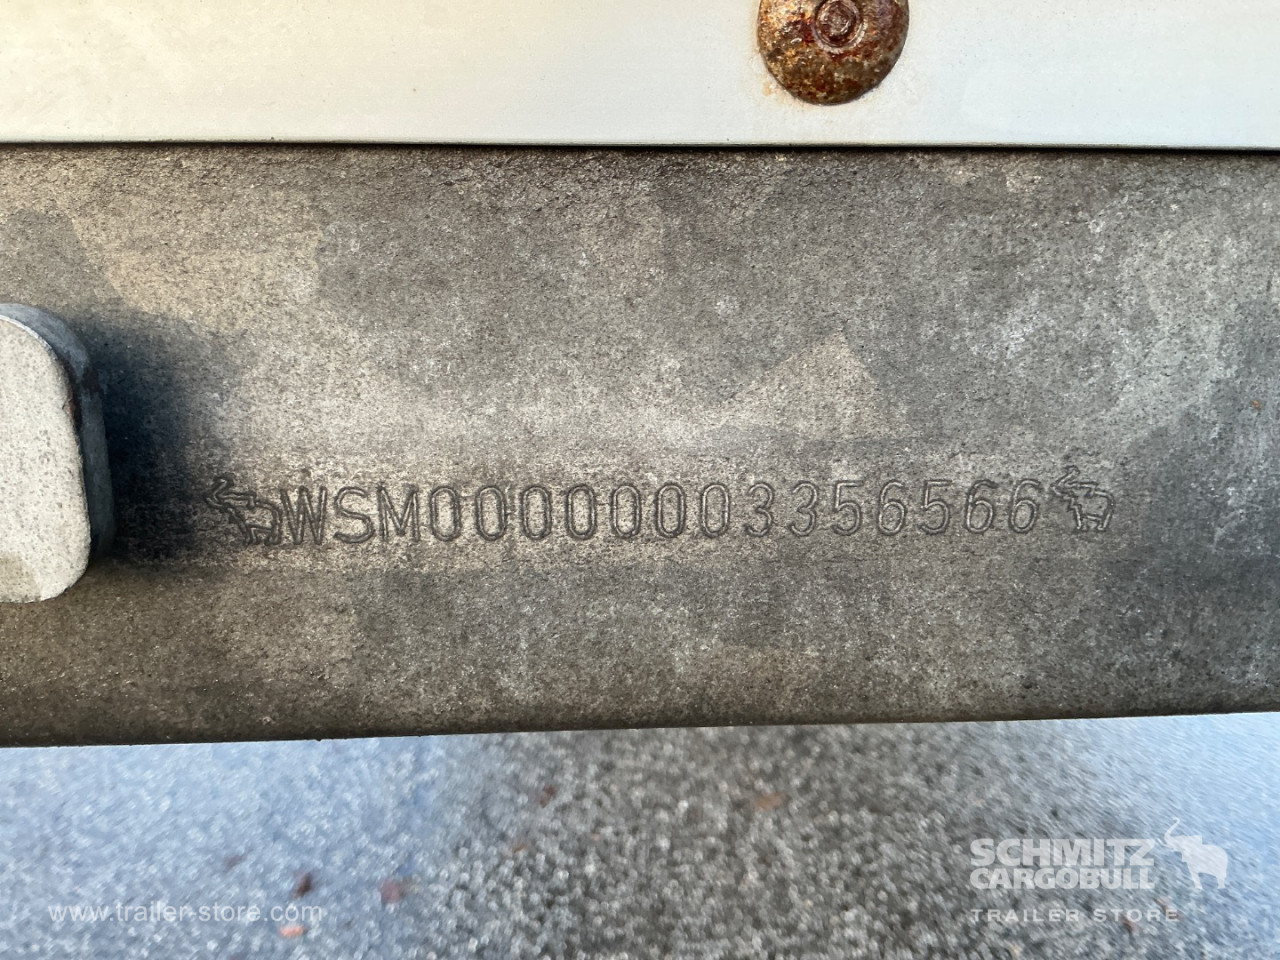 WSM00000003356566
SCHMITZ
CARGOBULL
TRAILER STORE
www.trailer-store.com